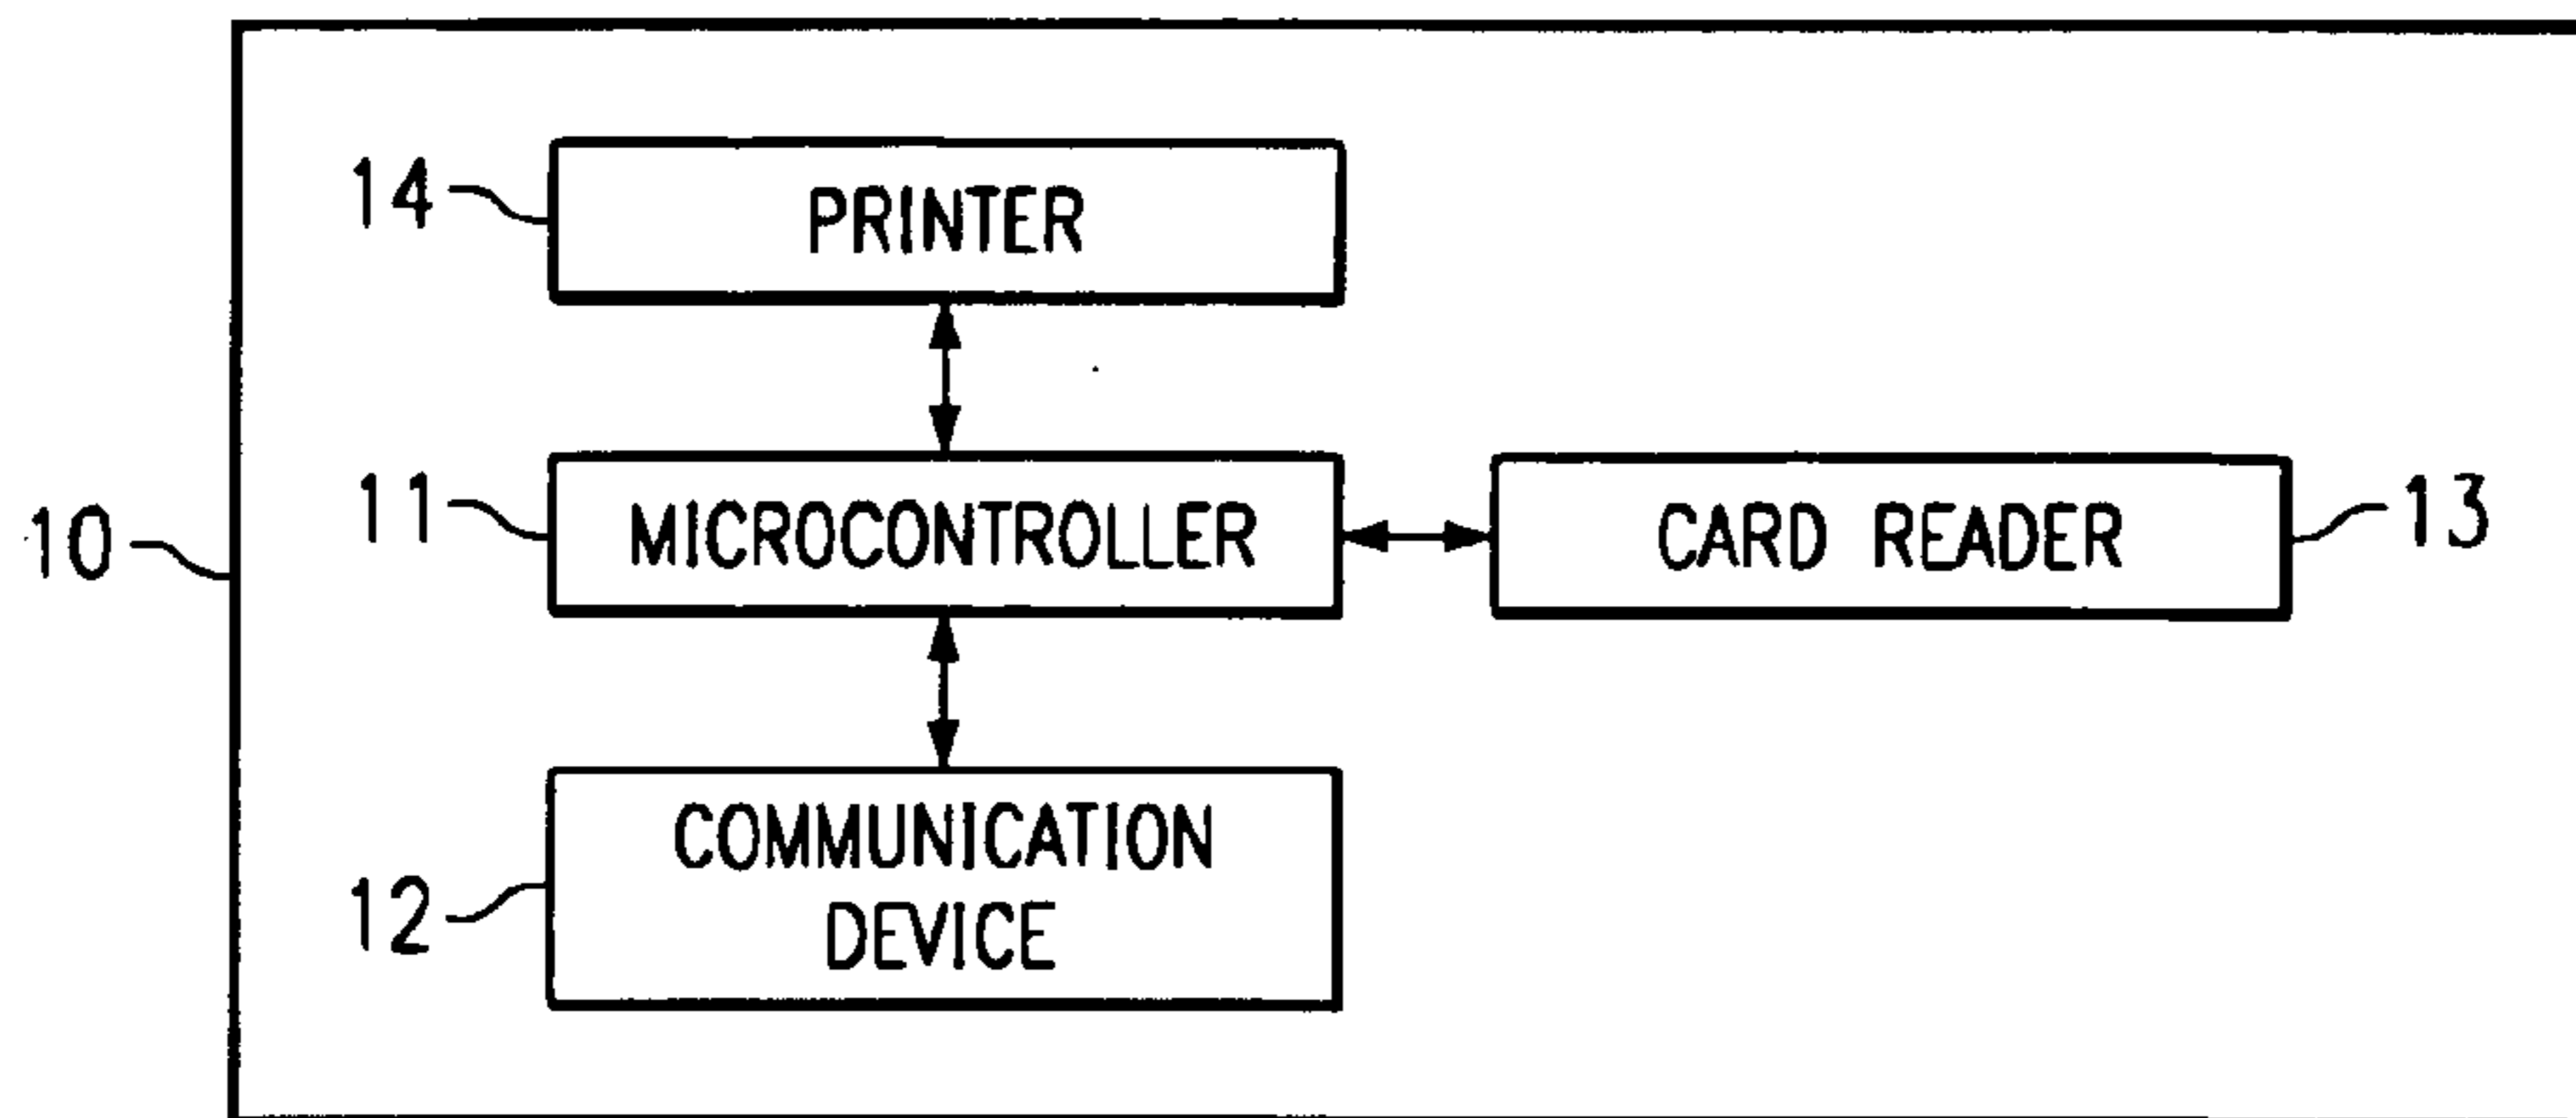 14
PRINTER
11
MICROCONTROLLER
CARD READER
13
10
COMMUNICATION
DEVICE
12